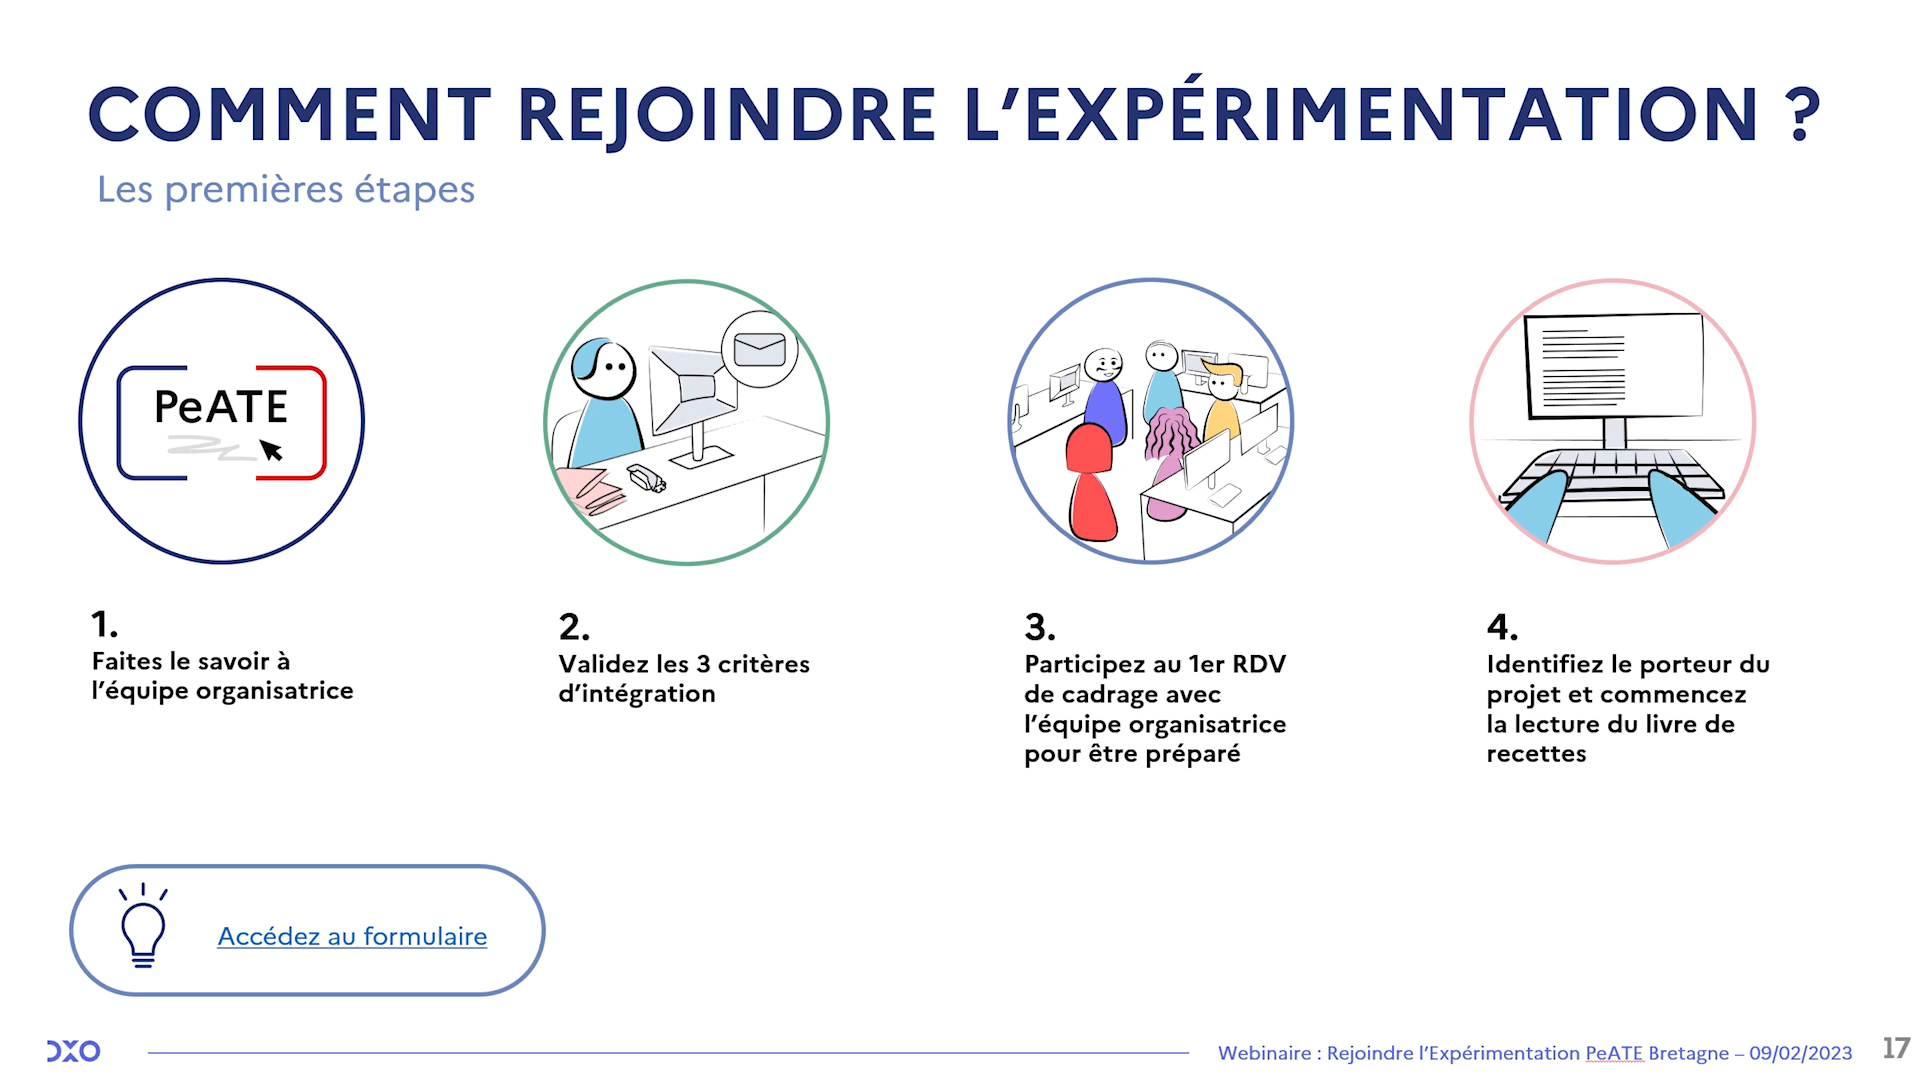 COMMENT REJOINDRE L’EXPÉRIMENTATION ?
Les premières étapes
PeATE
1.
Faites le savoir à
l’équipe organisatrice
2.
Validez les 3 critères
d’intégration
3.
Participez au 1er RDV
de cadrage avec
l’équipe organisatrice
pour être préparé
4.
Identifiez le porteur du
projet et commencez
la lecture du livre de
recettes
Accédez au formulaire
OXO
Webinaire : Rejoindre l’Expérimentation PeATE Bretagne – 09/02/2023
17